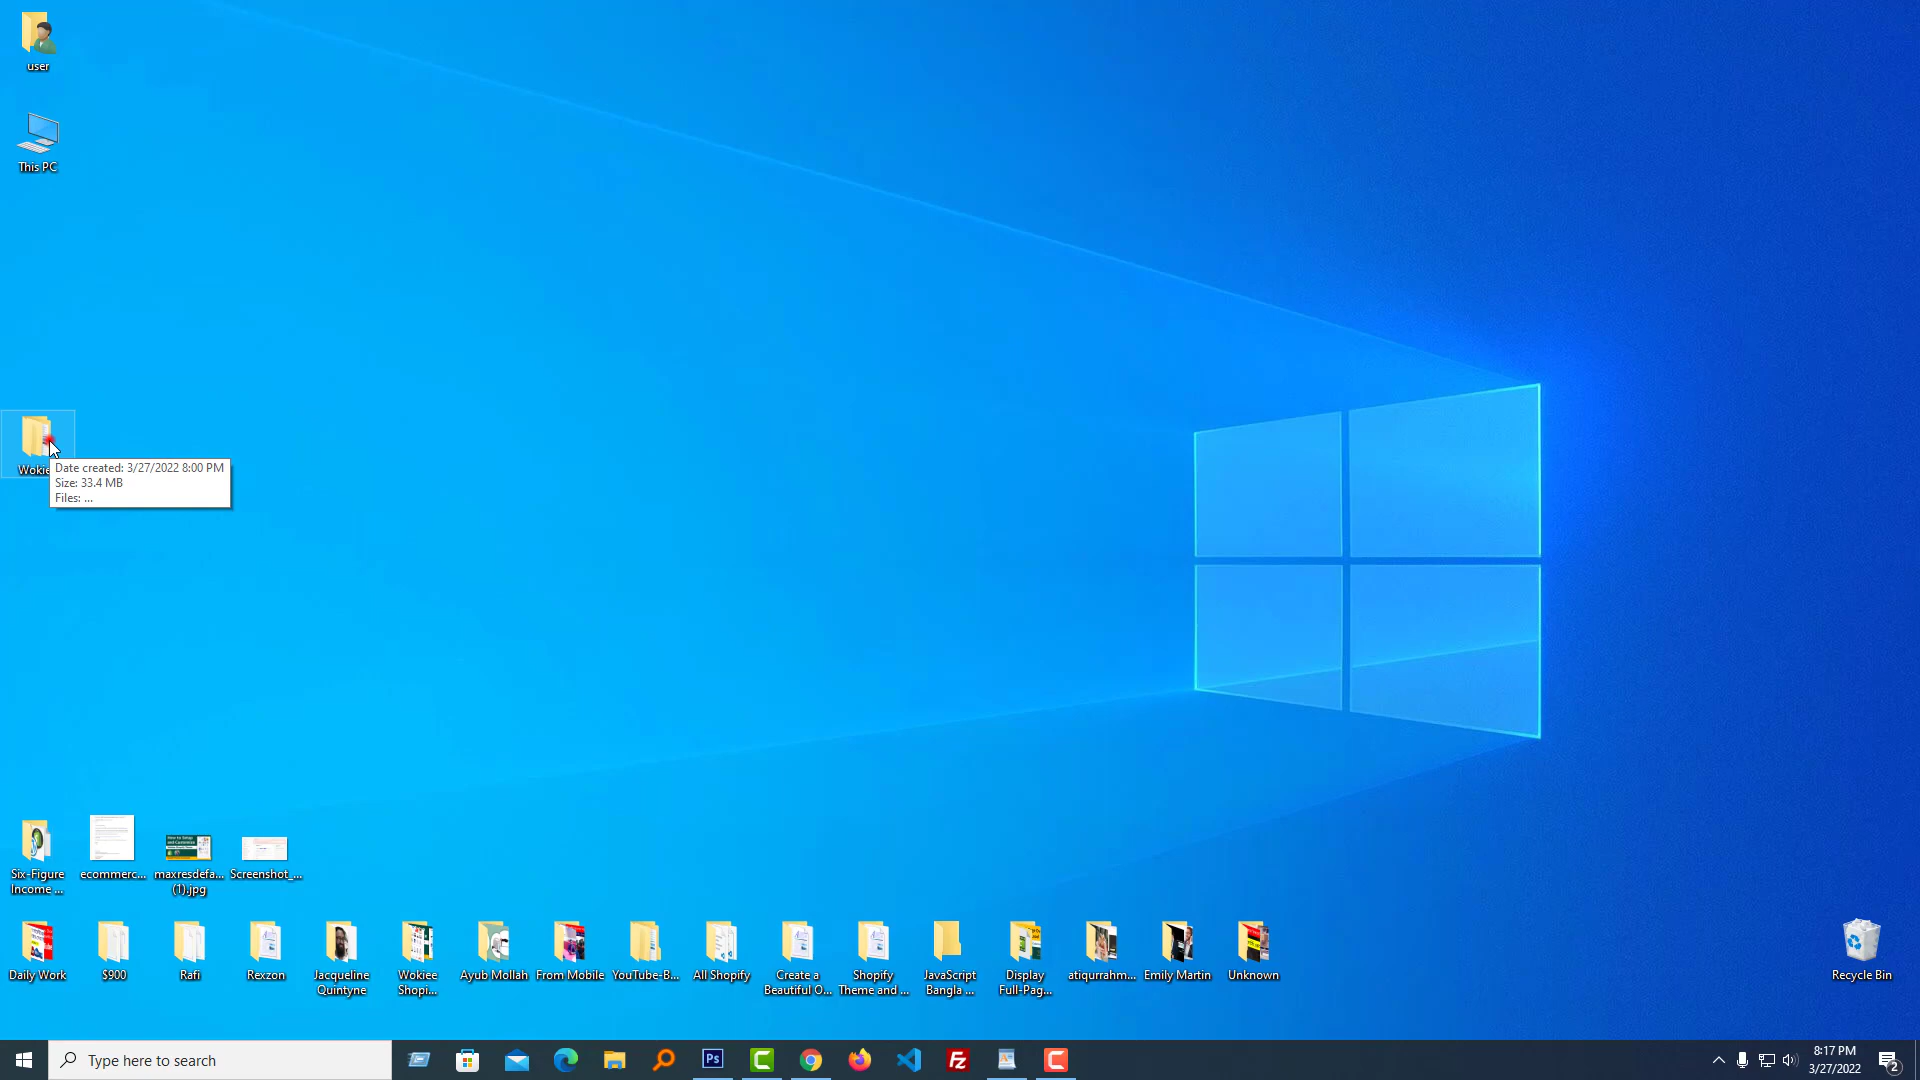 user
This PC
Date created: 3/27/2022 8:00 PM
Size: 33.4 MB
Files: ...
Six-Figure
Income ...
ecommerc...
maxresdefa...
(1).jpg
Screenshot_...
Daily Work
$900
Rafi
Rexzon
Jacqueline
Quintyne
Wokiee
Shopi...
Ayub Mollah
From Mobile
YouTube-B...
All Shopify
Create a
Beautiful O...
Shopify
Theme and ...
JavaScript
Bangla ...
Display
Full-Pag...
atiqurrahm...
Emily Martin
Unknown
Recycle Bin
Type here to search
Ps
8:17 PM
3/27/2022
2